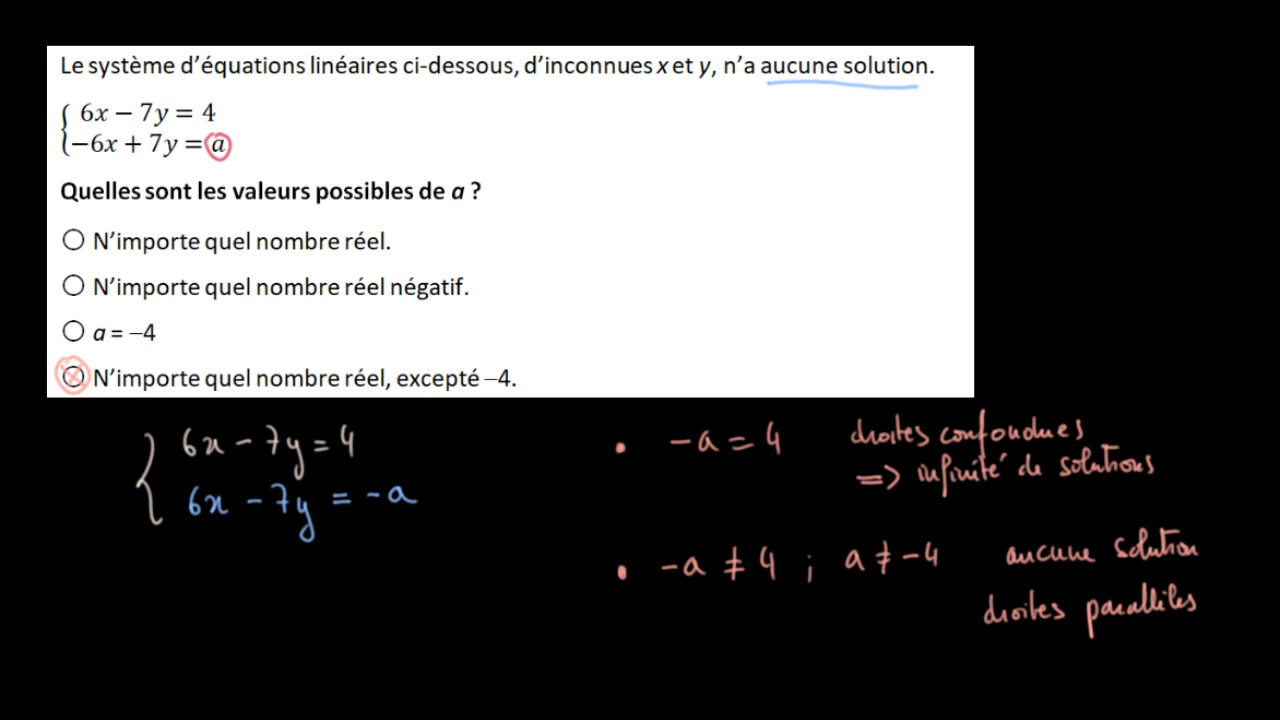 Le système d'équations linéaires ci-dessous, d'inconnues x et y, n'a aucune solution.
6x − 7y = 4
−6x + 7y = a
Quelles sont les valeurs possibles de a ?
N'importe quel nombre réel.
N'importe quel nombre réel négatif.
a = −4
N'importe quel nombre réel, excepté −4.
6x − 7y = 4
6x − 7y = −a
• −a = 4 droites confondues
=> infinité de solutions
• −a ≠ 4 ; a ≠ −4 aucune solution
droites parallèles